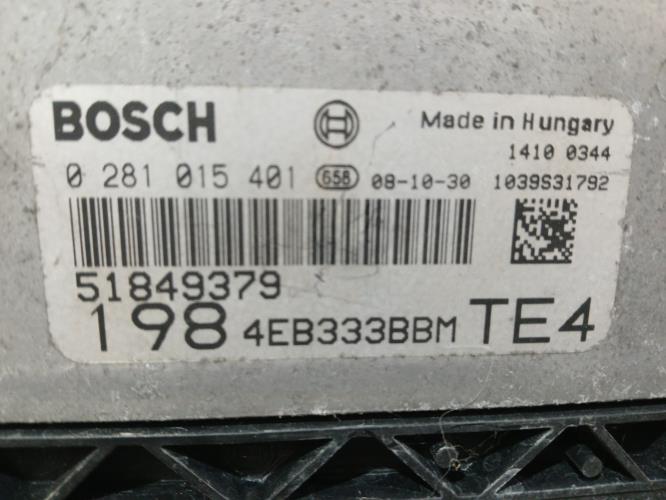 BOSCH Made in Hungary
1410 0344
0 281 015 401 658 08-10-30 1039S31792
51849379
198 4EB333BBM TE4